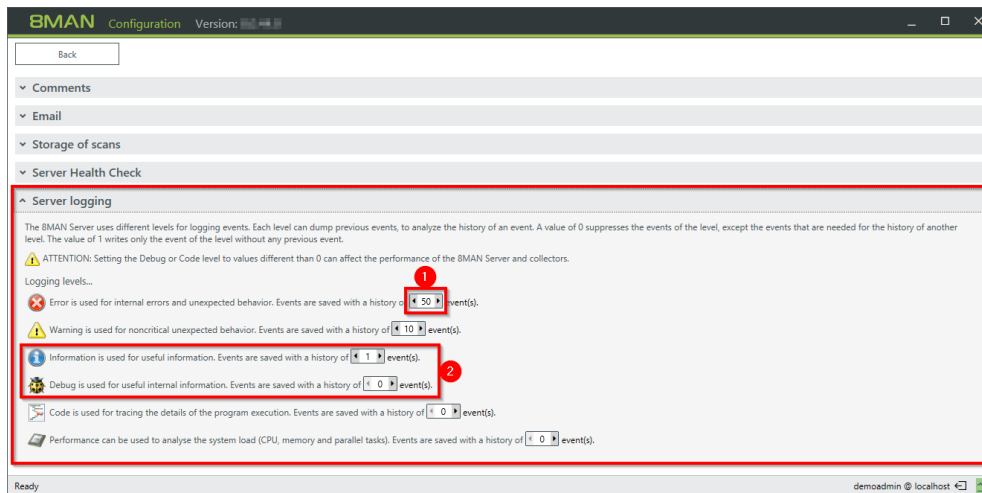 8MAN Configuration Version:
Back
Comments
Email
Storage of scans
Server Health Check
Server logging
The 8MAN Server uses different levels for logging events. Each level can dump previous events, to analyze the history of an event. A value of 0 suppresses the events of the level, except the events that are needed for the history of another
level. The value of 1 writes only the event of the level without any previous event.
ATTENTION: Setting the Debug or Code level to values different than 0 can affect the performance of the 8MAN Server and collectors.
1
Logging levels...
Error is used for internal errors and unexpected behavior. Events are saved with a history of 50 event(s).
Warning is used for noncritical unexpected behavior. Events are saved with a history of 10 event(s).
Information is used for useful information. Events are saved with a history of 1 event(s).
2
Debug is used for useful internal information. Events are saved with a history of 0 event(s).
Code is used for tracing the details of the program execution. Events are saved with a history of 0 event(s).
Performance can be used to analyse the system load (CPU, memory and parallel tasks). Events are saved with a history of 0 event(s).
Ready demoadmin @ localhost